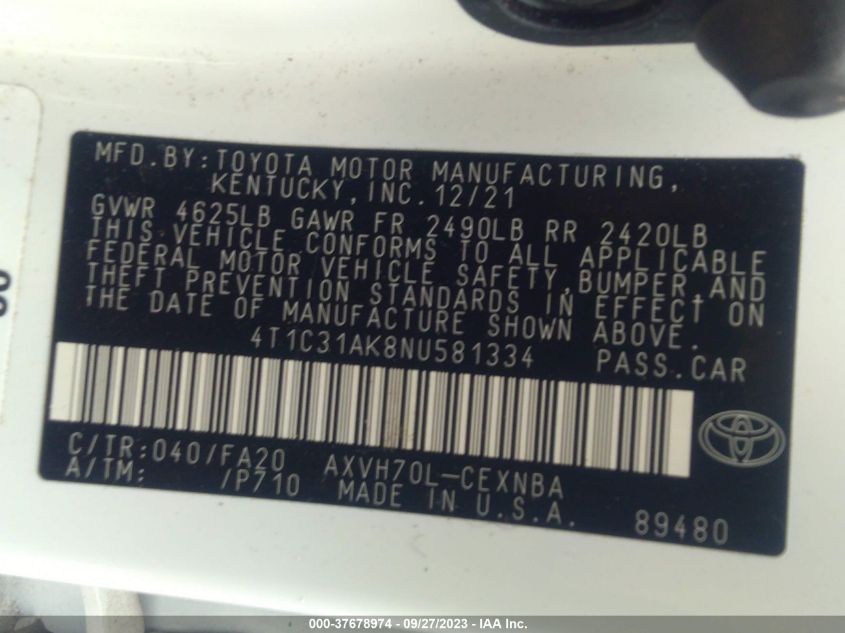 MFD.BY:TOYOTA MOTOR MANUFACTURING,
KENTUCKY,INC.12/21
GVWR 4625LB GAWR FR 2490LB RR 2420LB
THIS VEHICLE CONFORMS TO ALL APPLICABLE
FEDERAL MOTOR VEHICLE SAFETY,BUMPER,AND
THEFT PREVENTION STANDARDS IN EFFECT ON
THE DATE OF MANUFACTURE SHOWN ABOVE.
4T1C31AK8NU581334 PASS.CAR
C/TR:040/FA20 AXVH70L-CEXNBA
A/TM: /P710 MADE IN U.S.A. 89480
000-37678974 - 09/27/2023 - IAA Inc.